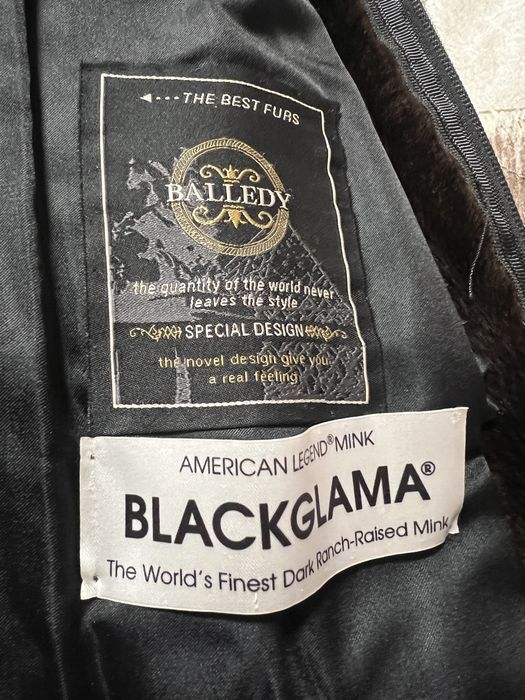 THE BEST FURS
BALLEDY
the quantity of the world never
leaves the style
SPECIAL DESIGN
the novel design give you
a real feeling
AMERICAN LEGEND® MINK
BLACKGLAMA®
The World's Finest Dark Ranch-Raised Mink